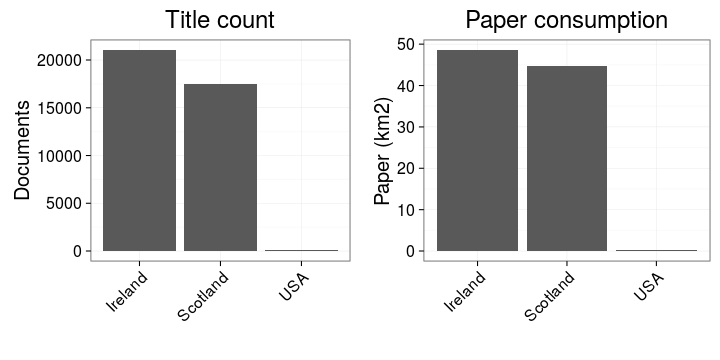 Title count
Documents
20000
15000
10000
5000
0
Ireland
Scotland
USA
Paper consumption
Paper (km2)
50
40
30
20
10
0
Ireland
Scotland
USA